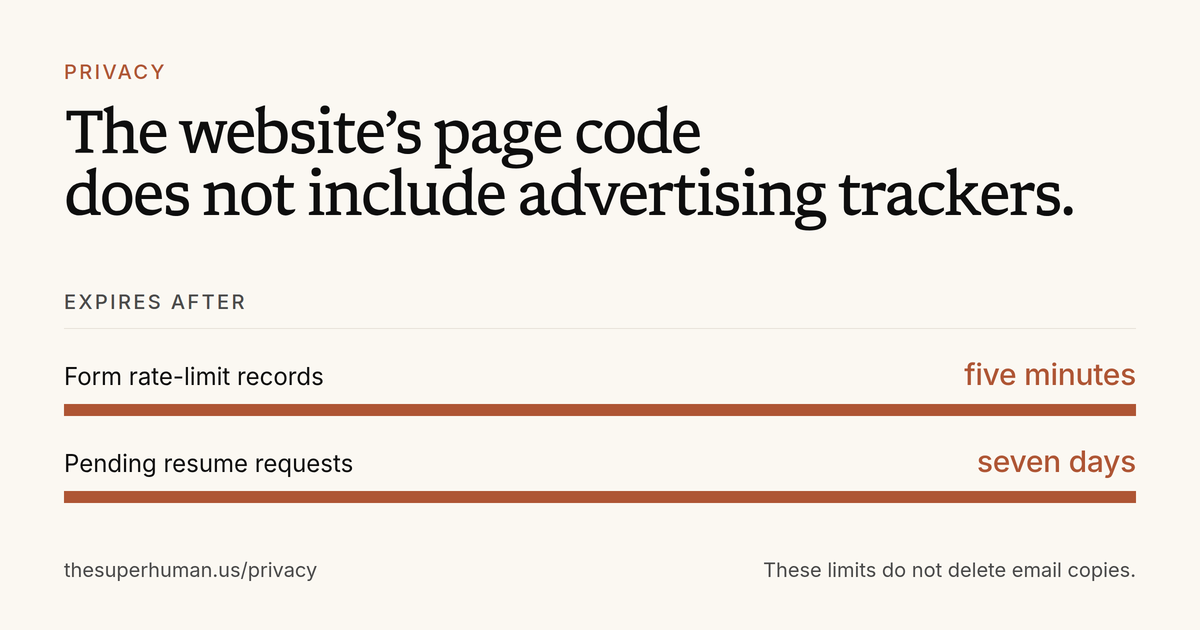 PRIVACY
The website’s page code
does not include advertising trackers.
EXPIRES AFTER
Form rate-limit records
five minutes
Pending resume requests
seven days
thesuperhuman.us/privacy
These limits do not delete email copies.